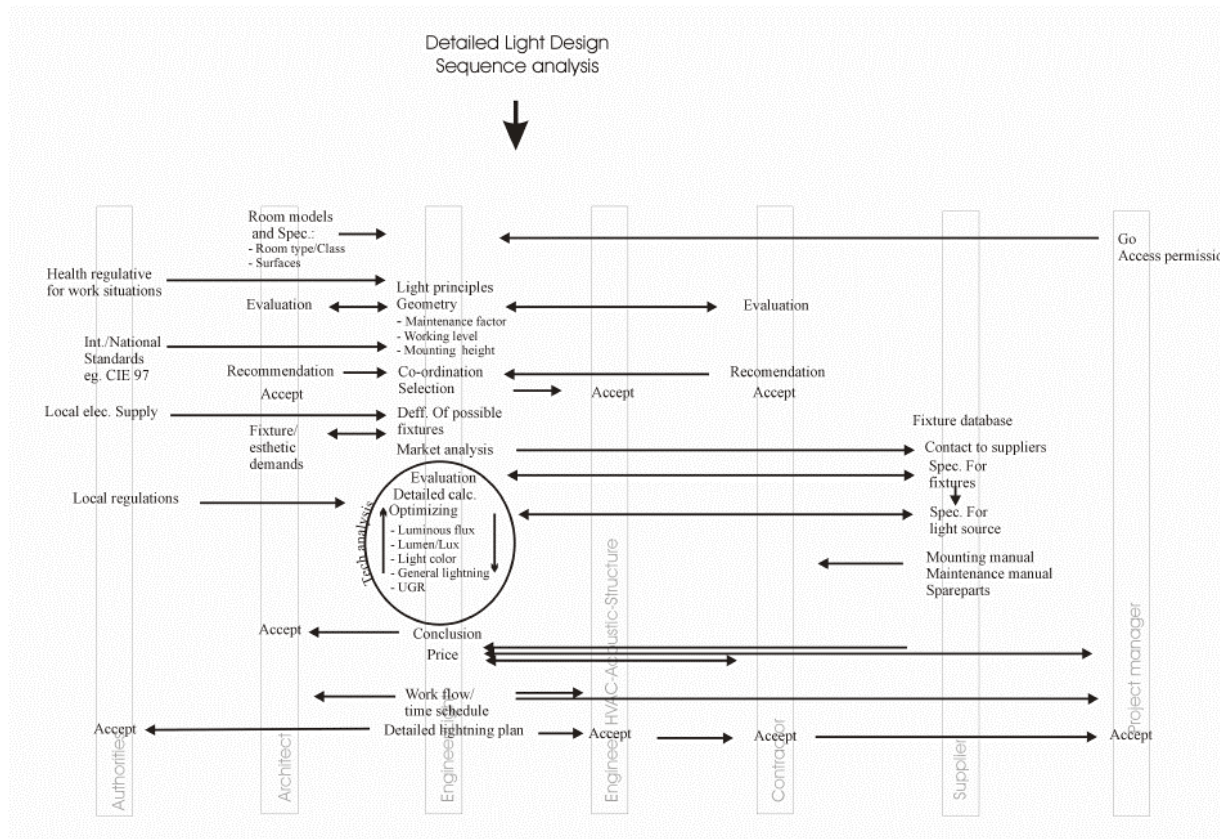 Detailed Light Design
Sequence analysis
Room models
and Spec.:
- Room type/Class
- Surfaces
Go
Access permissio
Health regulative
for work situations
Light principles
Evaluation
Geometry
Evaluation
- Maintenance factor
- Working level
- Mounting height
Int./National
Standards
eg. CIE 97
Recommendation
Co-ordination
Recomendation
Selection
Accept
Accept
Accept
Local elec. Supply
Deff. Of possible
fixtures
Fixture database
Fixture/
esthetic
demands
Market analysis
Contact to suppliers
Evaluation
Spec. For
fixtures
Detailed calc.
Local regulations
Optimizing
Spec. For
light source
- Luminous flux
- Lumen/Lux
- Light color
- General lightning
- UGR
Tech analysis
Mounting manual
Maintenance manual
Spareparts
Accept
Conclusion
Price
Work flow/
time schedule
Accept
Detailed lightning plan
Accept
Accept
Accept
Authorities
Architect
Engineer
Engineer HVAC-Acoustic-Structure
Contractor
Supplier
Project manager